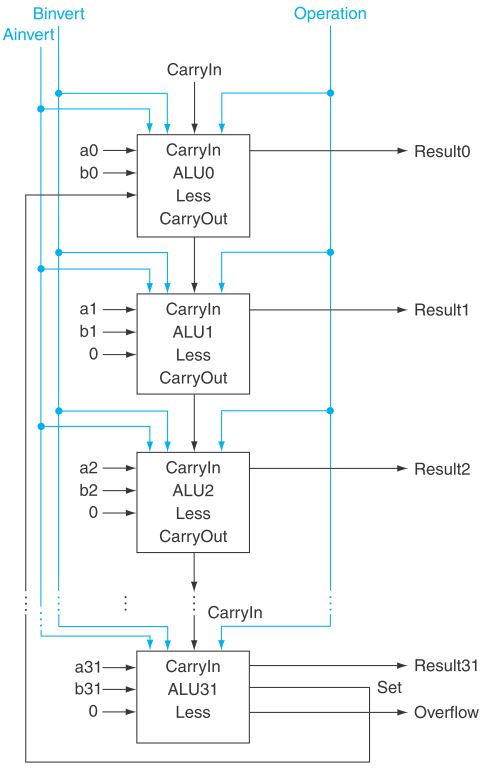 Binvert Operation
Ainvert
CarryIn
a0 CarryIn Result0
b0 ALU0
Less
CarryOut
a1 CarryIn Result1
b1 ALU1
0 Less
CarryOut
a2 CarryIn Result2
b2 ALU2
0 Less
CarryOut
CarryIn
a31 CarryIn Result31
b31 ALU31 Set
0 Less Overflow